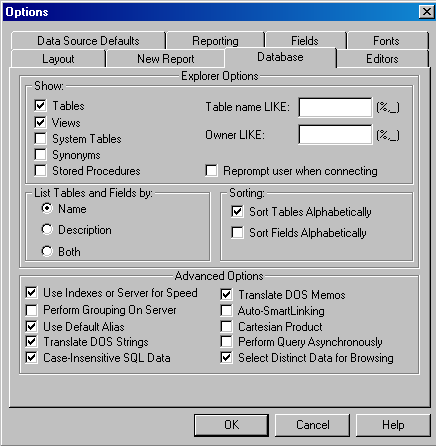 Options
Data Source Defaults Reporting Fields Fonts
Layout New Report Database Editors
Explorer Options
Show:
Tables
Views
System Tables
Synonyms
Stored Procedures
Table name LIKE: (%,_)
Owner LIKE: (%,_)
Reprompt user when connecting
List Tables and Fields by:
Name
Description
Both
Sorting:
Sort Tables Alphabetically
Sort Fields Alphabetically
Advanced Options
Use Indexes or Server for Speed
Perform Grouping On Server
Use Default Alias
Translate DOS Strings
Case-Insensitive SQL Data
Translate DOS Memos
Auto-SmartLinking
Cartesian Product
Perform Query Asynchronously
Select Distinct Data for Browsing
OK Cancel Help